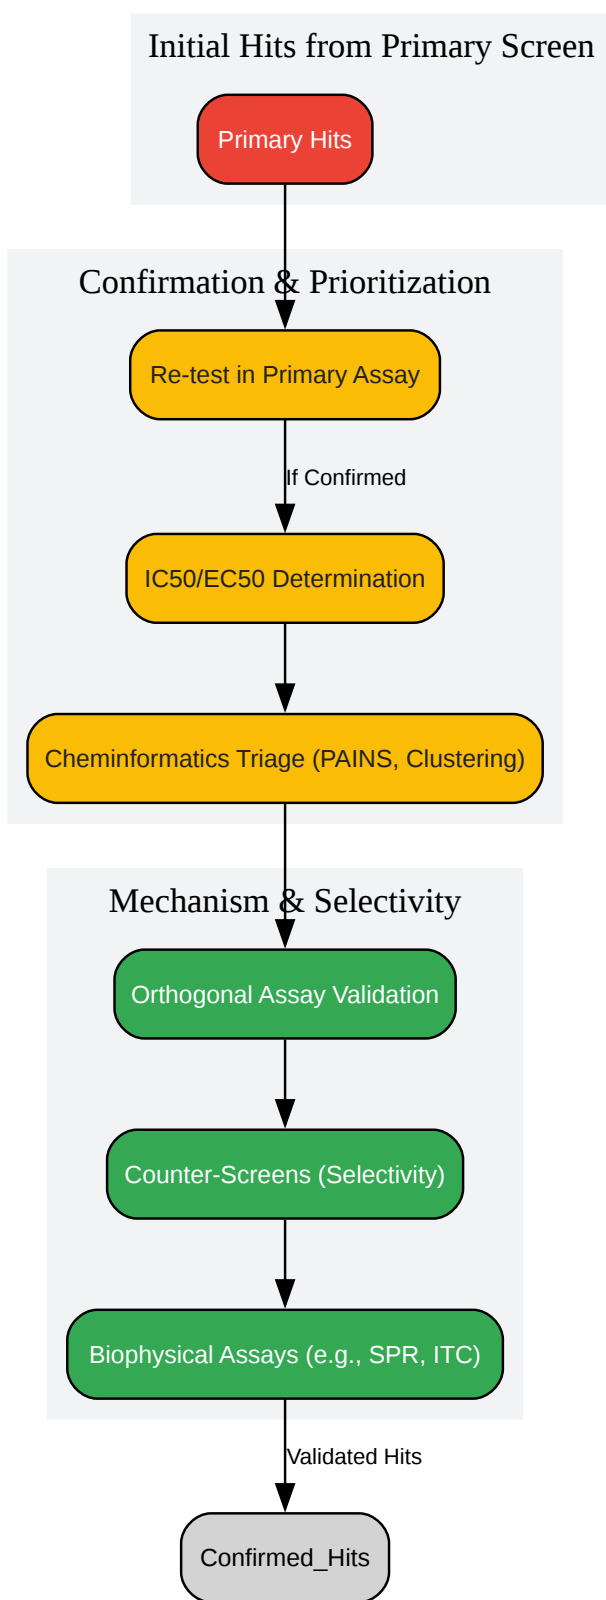 Initial Hits from Primary Screen
Primary Hits
Confirmation & Prioritization
Re-test in Primary Assay
If Confirmed
IC50/EC50 Determination
Cheminformatics Triage (PAINS, Clustering)
Mechanism & Selectivity
Orthogonal Assay Validation
Counter-Screens (Selectivity)
Biophysical Assays (e.g., SPR, ITC)
Validated Hits
Confirmed_Hits